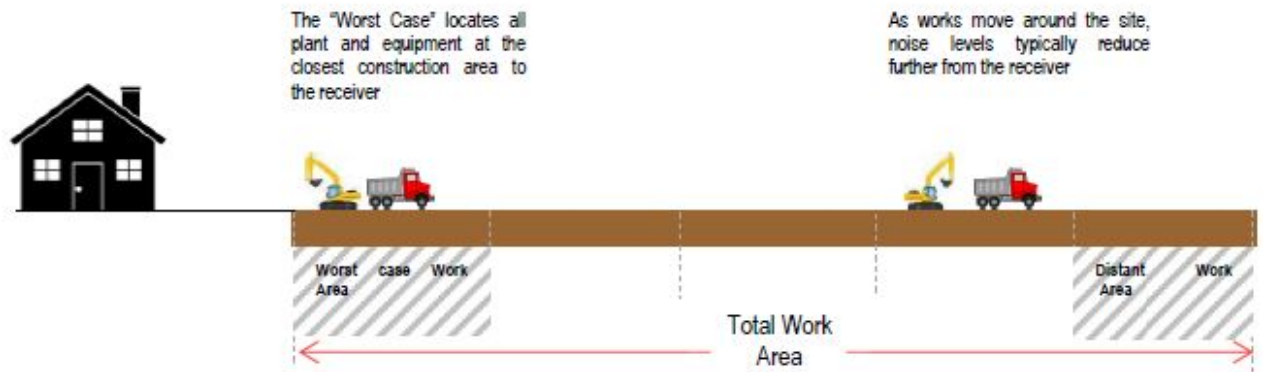 The “Worst Case” locates all
plant and equipment at the
closest construction area to
the receiver
As works move around the site,
noise levels typically reduce
further from the receiver
Worst case Work
Area
Distant Work
Area
Total Work
Area